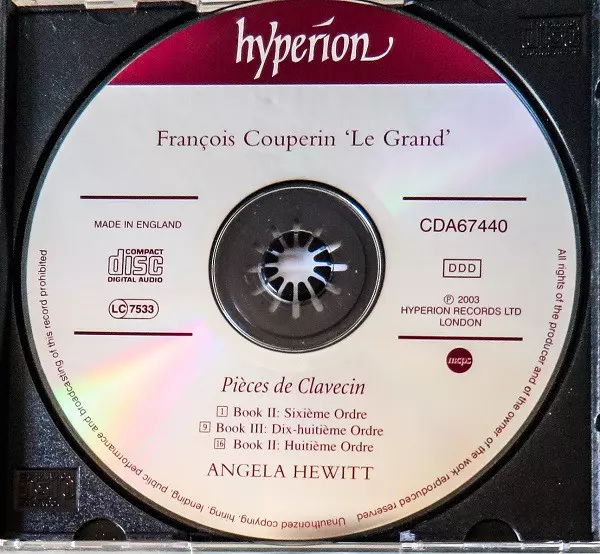 hyperion
François Couperin ‘Le Grand’
MADE IN ENGLAND
COMPACT
disc
DIGITAL AUDIO
LC 7533
CDA67440
DDD
℗ 2003
HYPERION RECORDS LTD
LONDON
mcps
Pièces de Clavecin
1 Book II: Sixième Ordre
9 Book III: Dix-huitième Ordre
16 Book II: Huitième Ordre
ANGELA HEWITT
All rights of the producer and of the owner of the work reproduced reserved. Unauthorized copying, hiring, lending, public performance and broadcasting of this record prohibited